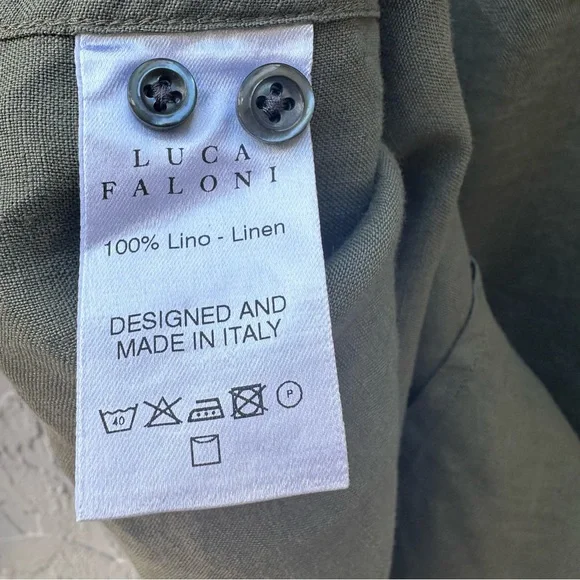 LUCA
FALONI
100% Lino - Linen
DESIGNED AND
MADE IN ITALY
40
P